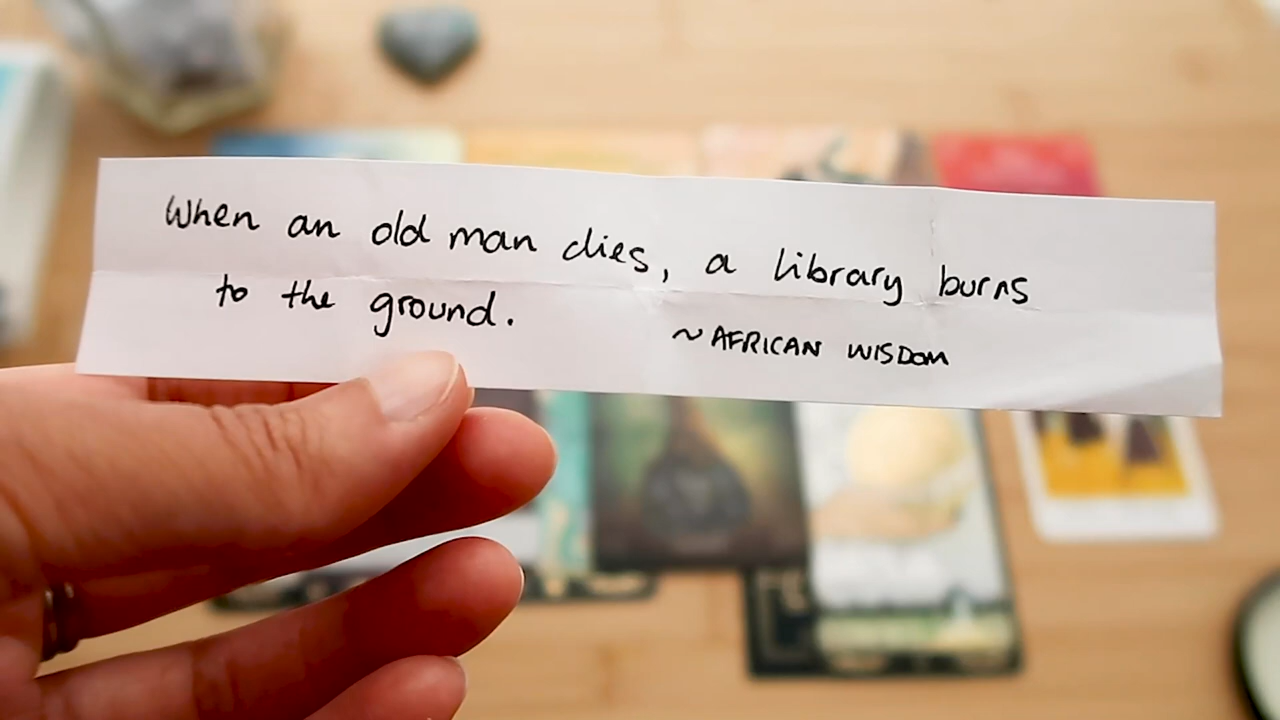 When an old man dies, a library burns
to the ground.
~AFRICAN WISDOM